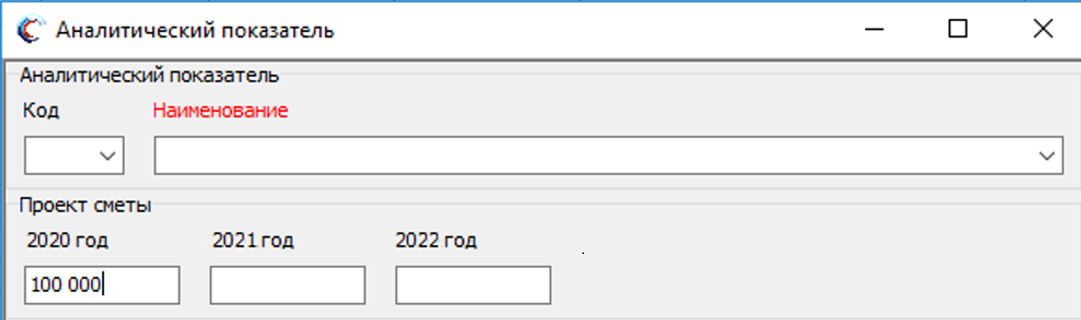 Аналитический показатель
Аналитический показатель
Код Наименование
Проект сметы
2020 год 2021 год 2022 год
100 000